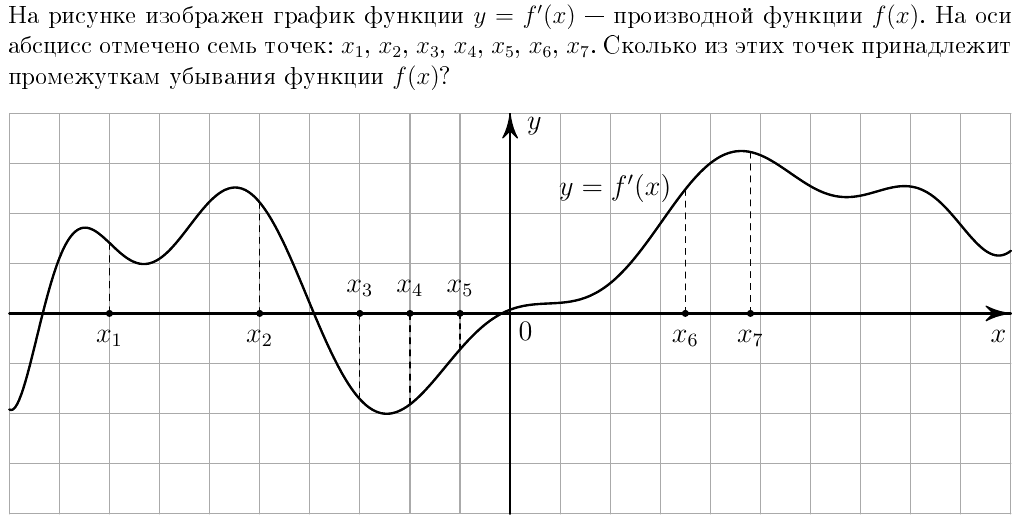 На рисунке изображен график функции y = f′(x) — производной функции f(x). На оси
абсцисс отмечено семь точек: x₁, x₂, x₃, x₄, x₅, x₆, x₇. Сколько из этих точек принадлежит
промежуткам убывания функции f(x)?
y
y = f′(x)
x₃ x₄ x₅
x₁ x₂ 0 x₆ x₇ x